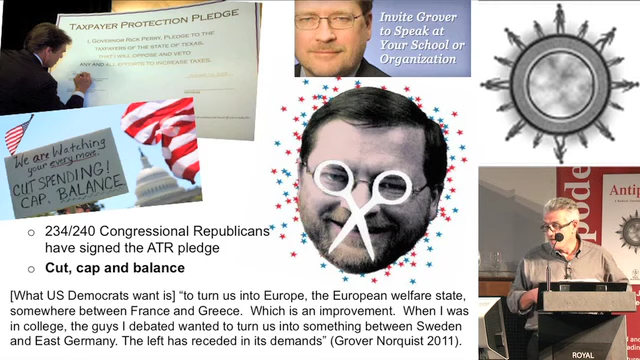 TAXPAYER PROTECTION PLEDGE
I, GOVERNOR RICK PERRY, PLEDGE TO THE
TAXPAYERS OF THE STATE OF TEXAS,
THAT I WILL OPPOSE AND VETO
ANY AND ALL EFFORTS TO INCREASE TAXES.
Invite Grover
to Speak at
Your School or
Organization
We are Watching
your every move.
CUT SPENDING!
CAP. BALANCE
234/240 Congressional Republicans
have signed the ATR pledge
Cut, cap and balance
[What US Democrats want is] “to turn us into Europe, the European welfare state,
somewhere between France and Greece. Which is an improvement. When I was
in college, the guys I debated wanted to turn us into something between Sweden
and East Germany. The left has receded in its demands” (Grover Norquist 2011).
Antip
ROYAL